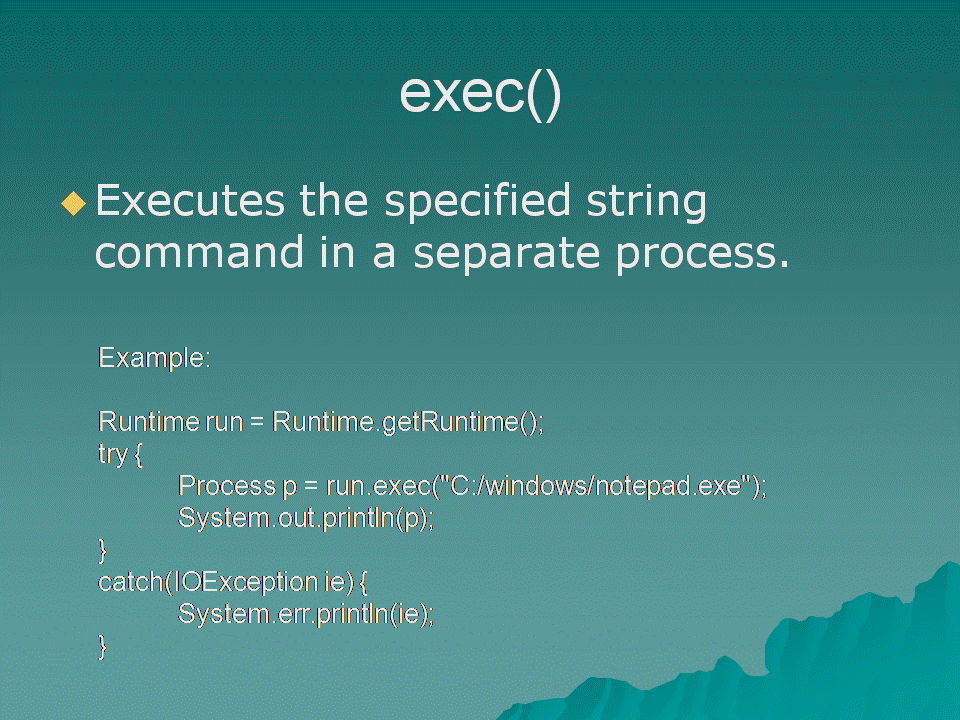 exec()
Executes the specified string
command in a separate process.
Example:
Runtime run = Runtime.getRuntime();
try {
Process p = run.exec("C:/windows/notepad.exe");
System.out.println(p);
}
catch(IOException ie) {
System.err.println(ie);
}